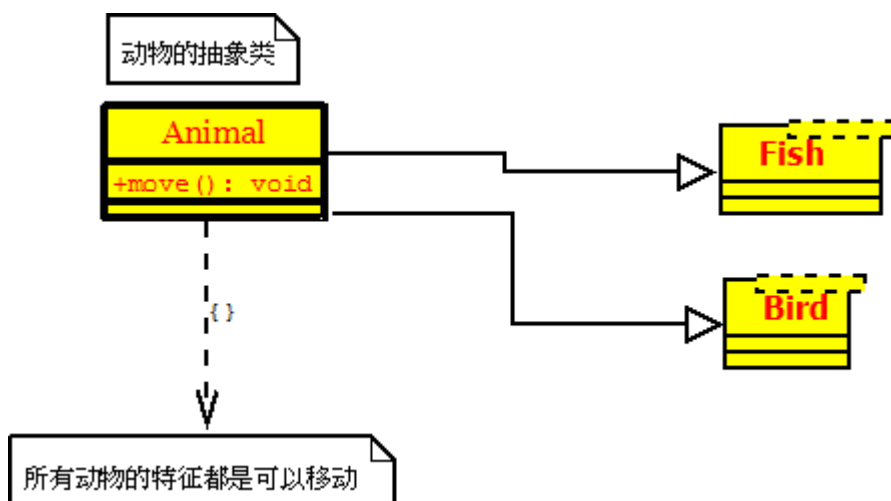 动物的抽象类
Animal
+move(): void
Fish
{}
Bird
所有动物的特征都是可以移动